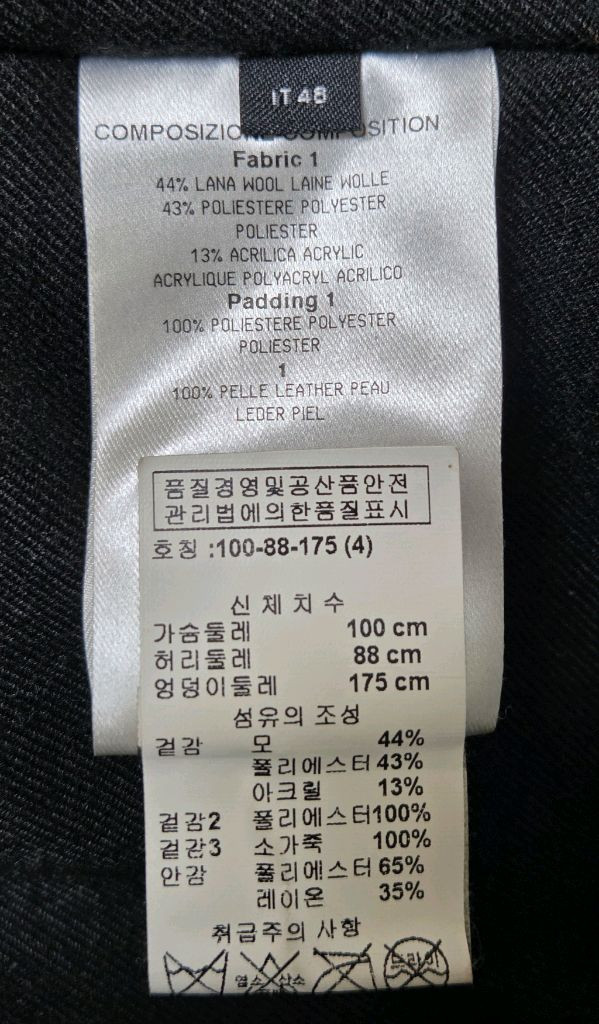 IT 48
COMPOSIZIONE COMPOSITION
Fabric 1
44% LANA WOOL LAINE WOLLE
43% POLIESTERE POLYESTER
POLIESTER
13% ACRILICA ACRYLIC
ACRYLIQUE POLYACRYL ACRILICO
Padding 1
100% POLIESTERE POLYESTER
POLIESTER
1
100% PELLE LEATHER PEAU
LEDER PIEL
품질경영및공산품안전
관리법에의한품질표시
호칭 :100-88-175 (4)
신 체 치 수
가슴둘레 100 cm
허리둘레 88 cm
엉덩이둘레 175 cm
섬유의 조성
겉감 모 44%
폴리에스터 43%
아크릴 13%
겉감2 폴리에스터100%
겉감3 소가죽 100%
안감 폴리에스터 65%
레이온 35%
취급주의 사항
염소 산소 드라이